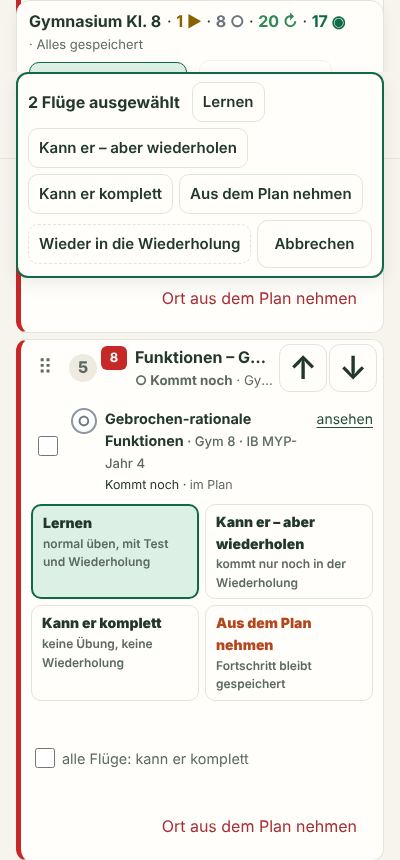 Gymnasium Kl. 8 · 1 ▶ · 8 ○ · 20 ↻ · 17 ◉
· Alles gespeichert
2 Flüge ausgewählt Lernen
Kann er – aber wiederholen
Kann er komplett Aus dem Plan nehmen
Wieder in die Wiederholung Abbrechen
Ort aus dem Plan nehmen
5 8 Funktionen – G… ↑ ↓
○ Kommt noch · Gy…
Gebrochen-rationale ansehen
Funktionen · Gym 8 · IB MYP-
Jahr 4
Kommt noch · im Plan
Lernen
normal üben, mit Test
und Wiederholung
Kann er – aber
wiederholen
kommt nur noch in der
Wiederholung
Kann er komplett
keine Übung, keine
Wiederholung
Aus dem Plan
nehmen
Fortschritt bleibt
gespeichert
alle Flüge: kann er komplett
Ort aus dem Plan nehmen